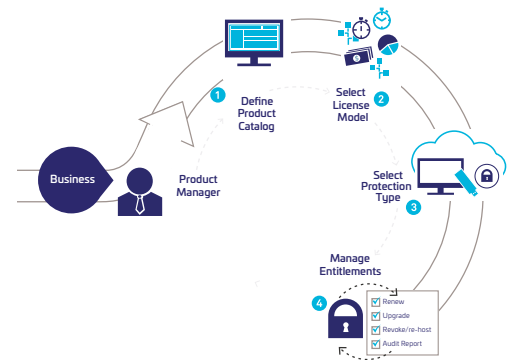 Business
Product
Manager
1
Define
Product
Catalog
Select
License
Model
2
Select
Protection
Type
3
Manage
Entitlements
4
Renew
Upgrade
Revoke/re-host
Audit Report
$